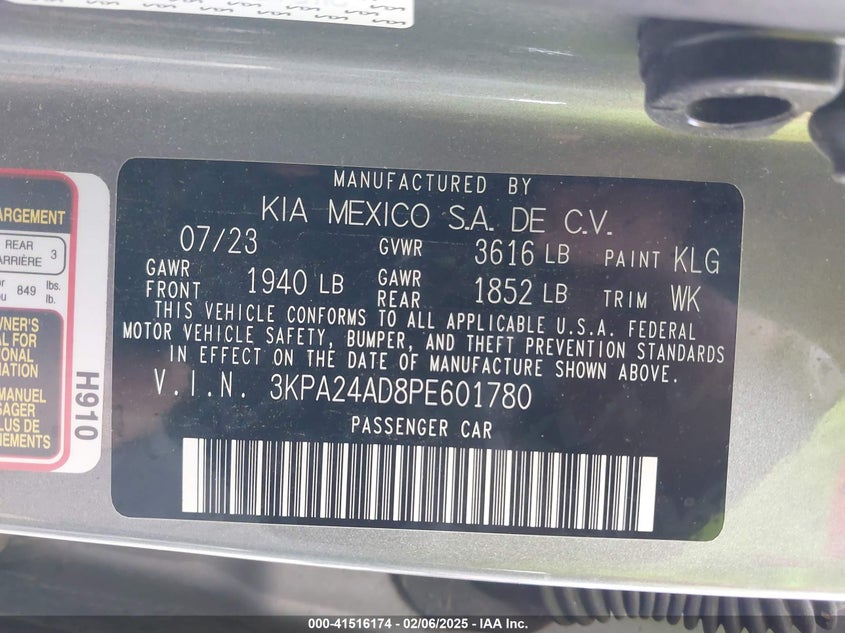 MANUFACTURED BY
KIA MEXICO S.A. DE C.V.
07/23 GVWR 3616 LB PAINT KLG
GAWR FRONT 1940 LB GAWR REAR 1852 LB TRIM WK
THIS VEHICLE CONFORMS TO ALL APPLICABLE U.S.A. FEDERAL
MOTOR VEHICLE SAFETY, BUMPER, AND THEFT PREVENTION STANDARDS
IN EFFECT ON THE DATE OF MANUFACTURE SHOWN ABOVE.
V.I.N. 3KPA24AD8PE601780
PASSENGER CAR
REAR 3
849 lbs.
lb.
H910
000-41516174 — 02/06/2025 — IAA Inc.